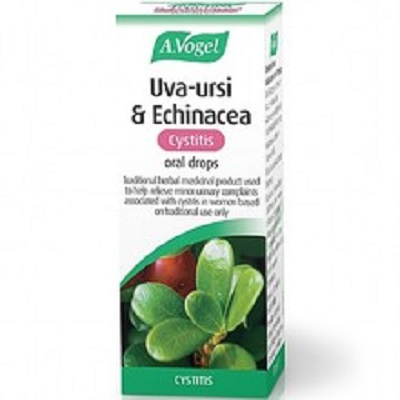 A.Vogel
Uva-ursi
& Echinacea
Cystitis
oral drops
Traditional herbal medicinal product used
to help relieve minor urinary complaints
associated with cystitis in women based
on traditional use only
CYSTITIS